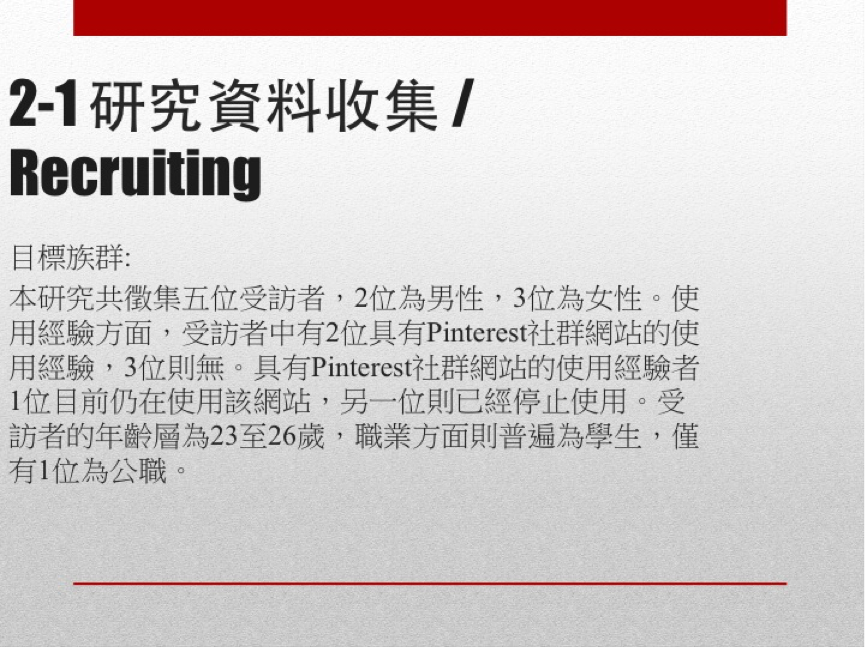 2-1 研究資料收集 /
Recruiting
目標族群:
本研究共徵集五位受訪者，2位為男性，3位為女性。使
用經驗方面，受訪者中有2位具有Pinterest社群網站的使
用經驗，3位則無。具有Pinterest社群網站的使用經驗者
1位目前仍在使用該網站，另一位則已經停止使用。受
訪者的年齡層為23至26歲，職業方面則普遍為學生，僅
有1位為公職。